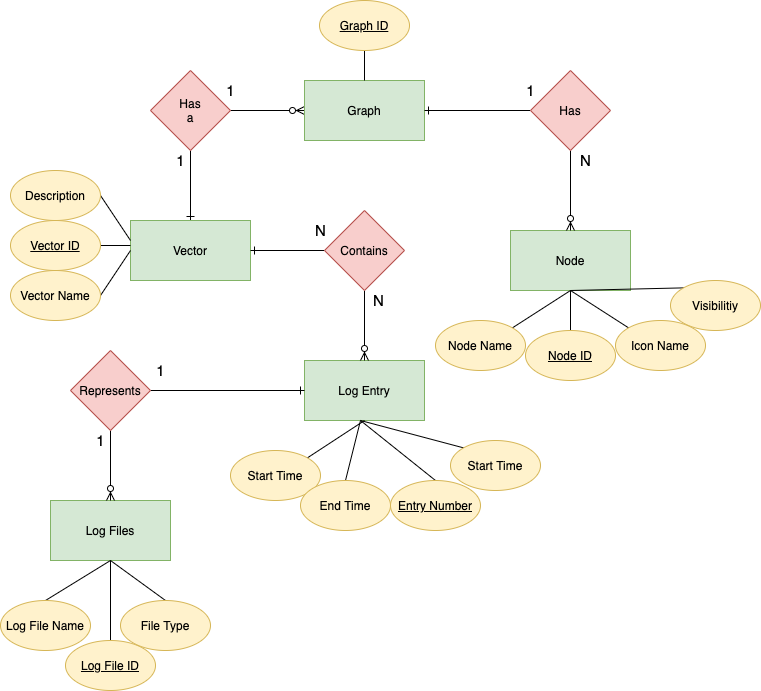 Graph ID
Has
a
1
Graph
1
Has
1
N
Description
Vector ID
Vector Name
Vector
N
Contains
N
Node
Visibilitiy
Node Name
Node ID
Icon Name
Represents
1
1
Log Entry
Start Time
End Time
Entry Number
Start Time
Log Files
Log File Name
Log File ID
File Type